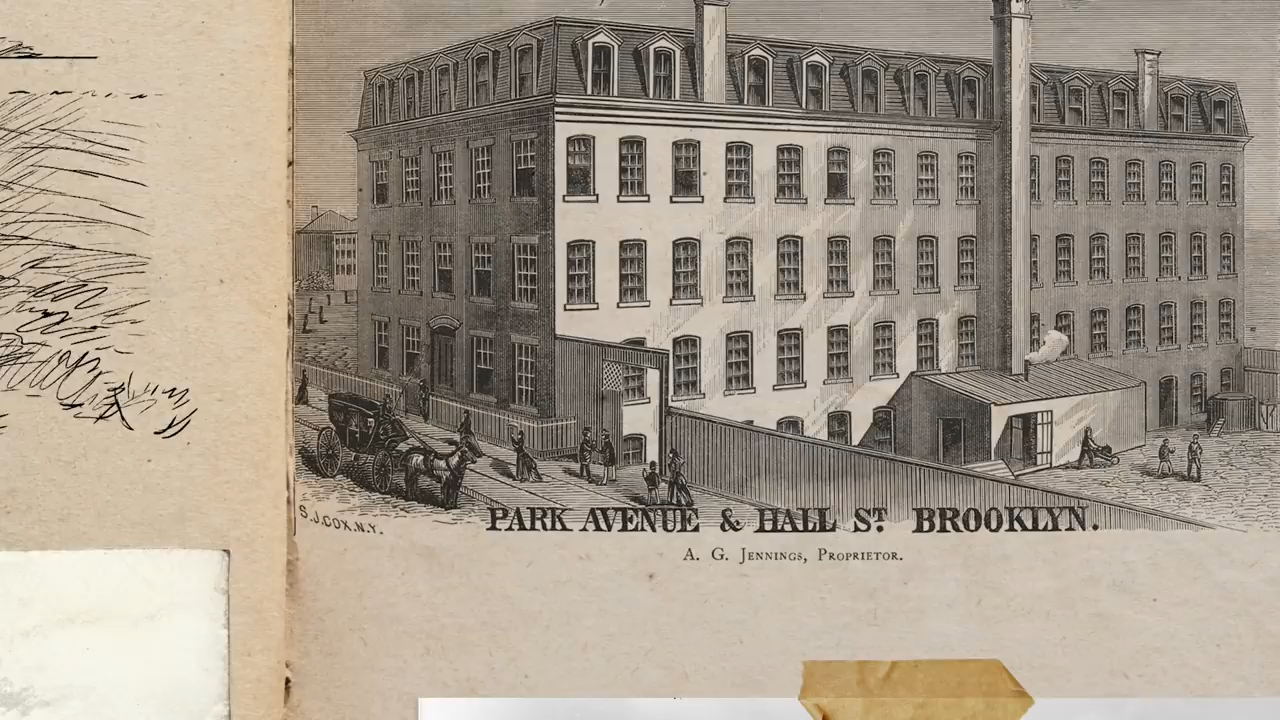 S.J.COX.N.Y.
PARK AVENUE & HALL ST BROOKLYN.
A. G. JENNINGS, PROPRIETOR.